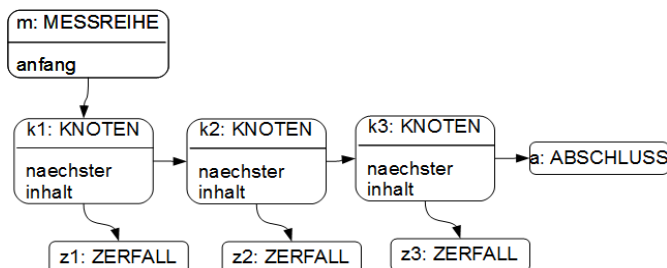 m: MESSREIHE
anfang
k1: KNOTEN
naechster
inhalt
k2: KNOTEN
naechster
inhalt
k3: KNOTEN
naechster
inhalt
a: ABSCHLUSS
z1: ZERFALL
z2: ZERFALL
z3: ZERFALL